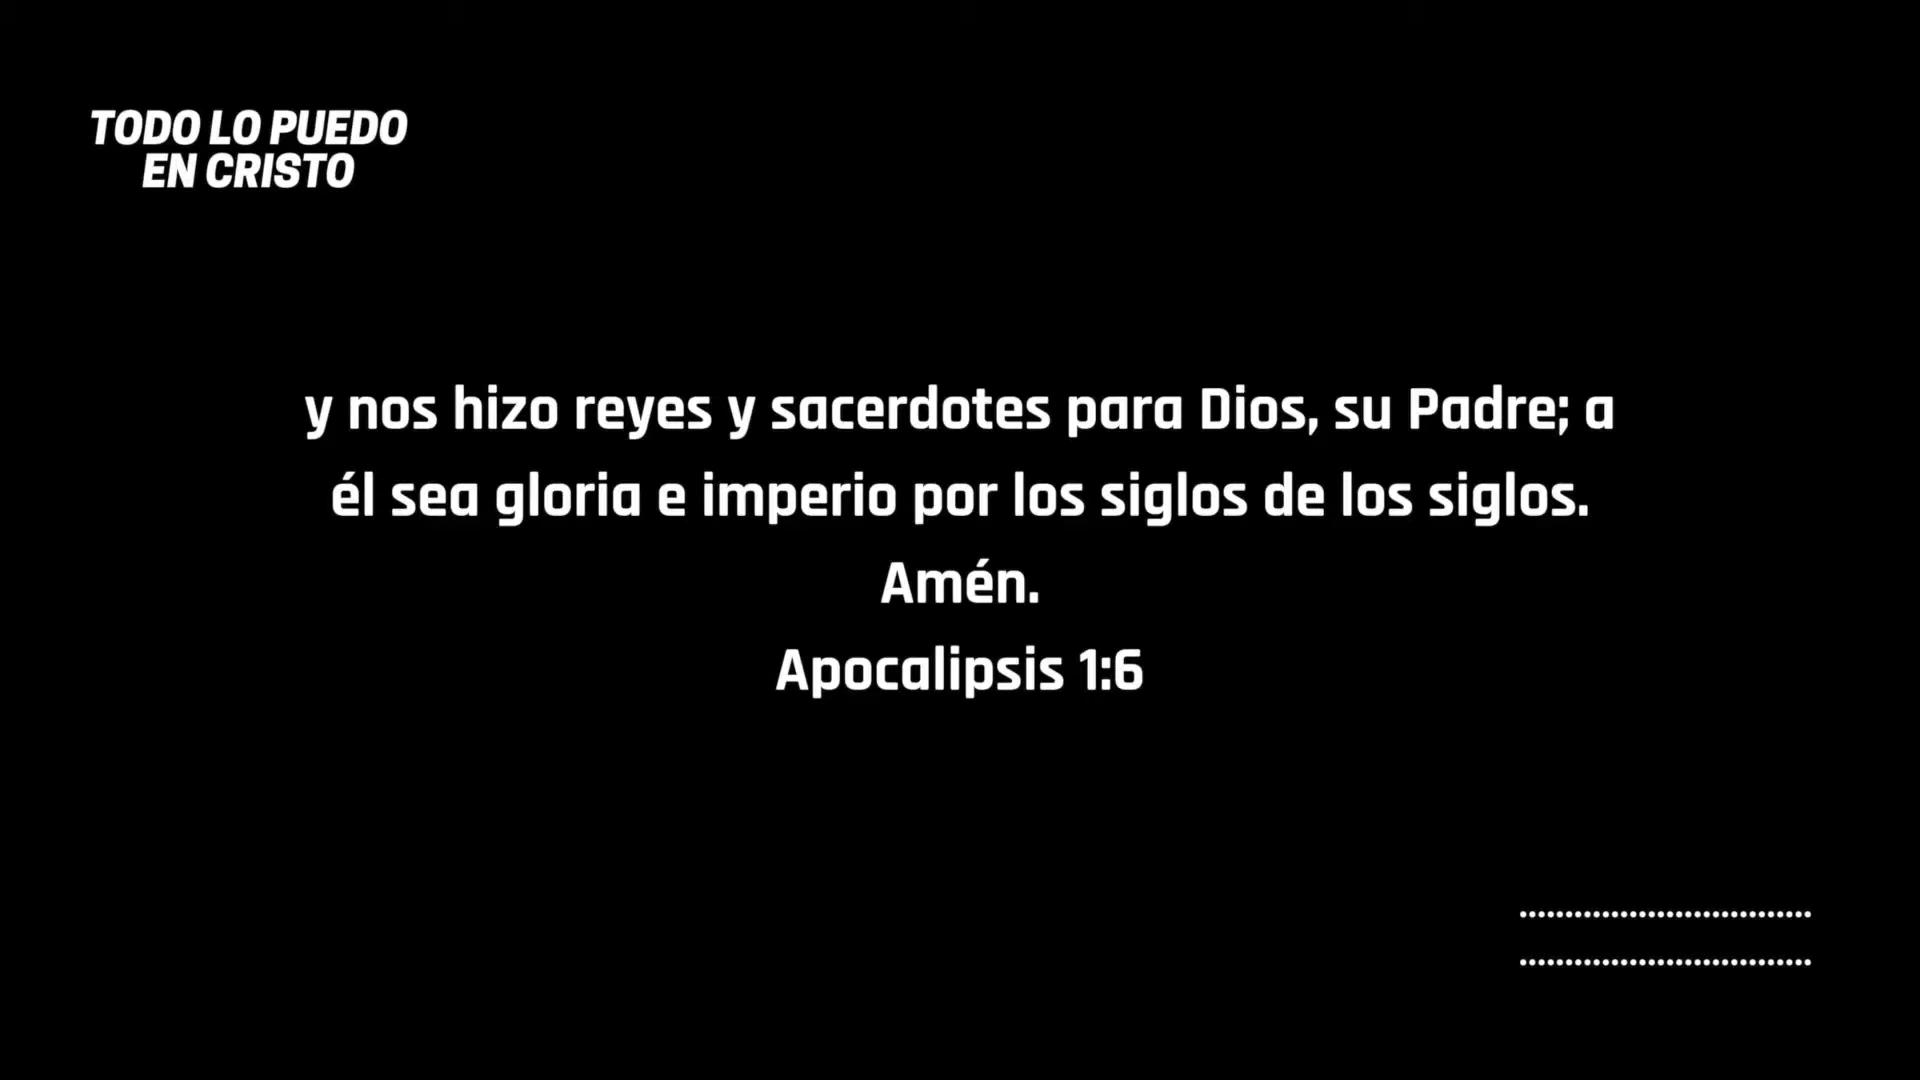 TODO LO PUEDO
EN CRISTO
y nos hizo reyes y sacerdotes para Dios, su Padre; a
él sea gloria e imperio por los siglos de los siglos.
Amén.
Apocalipsis 1:6